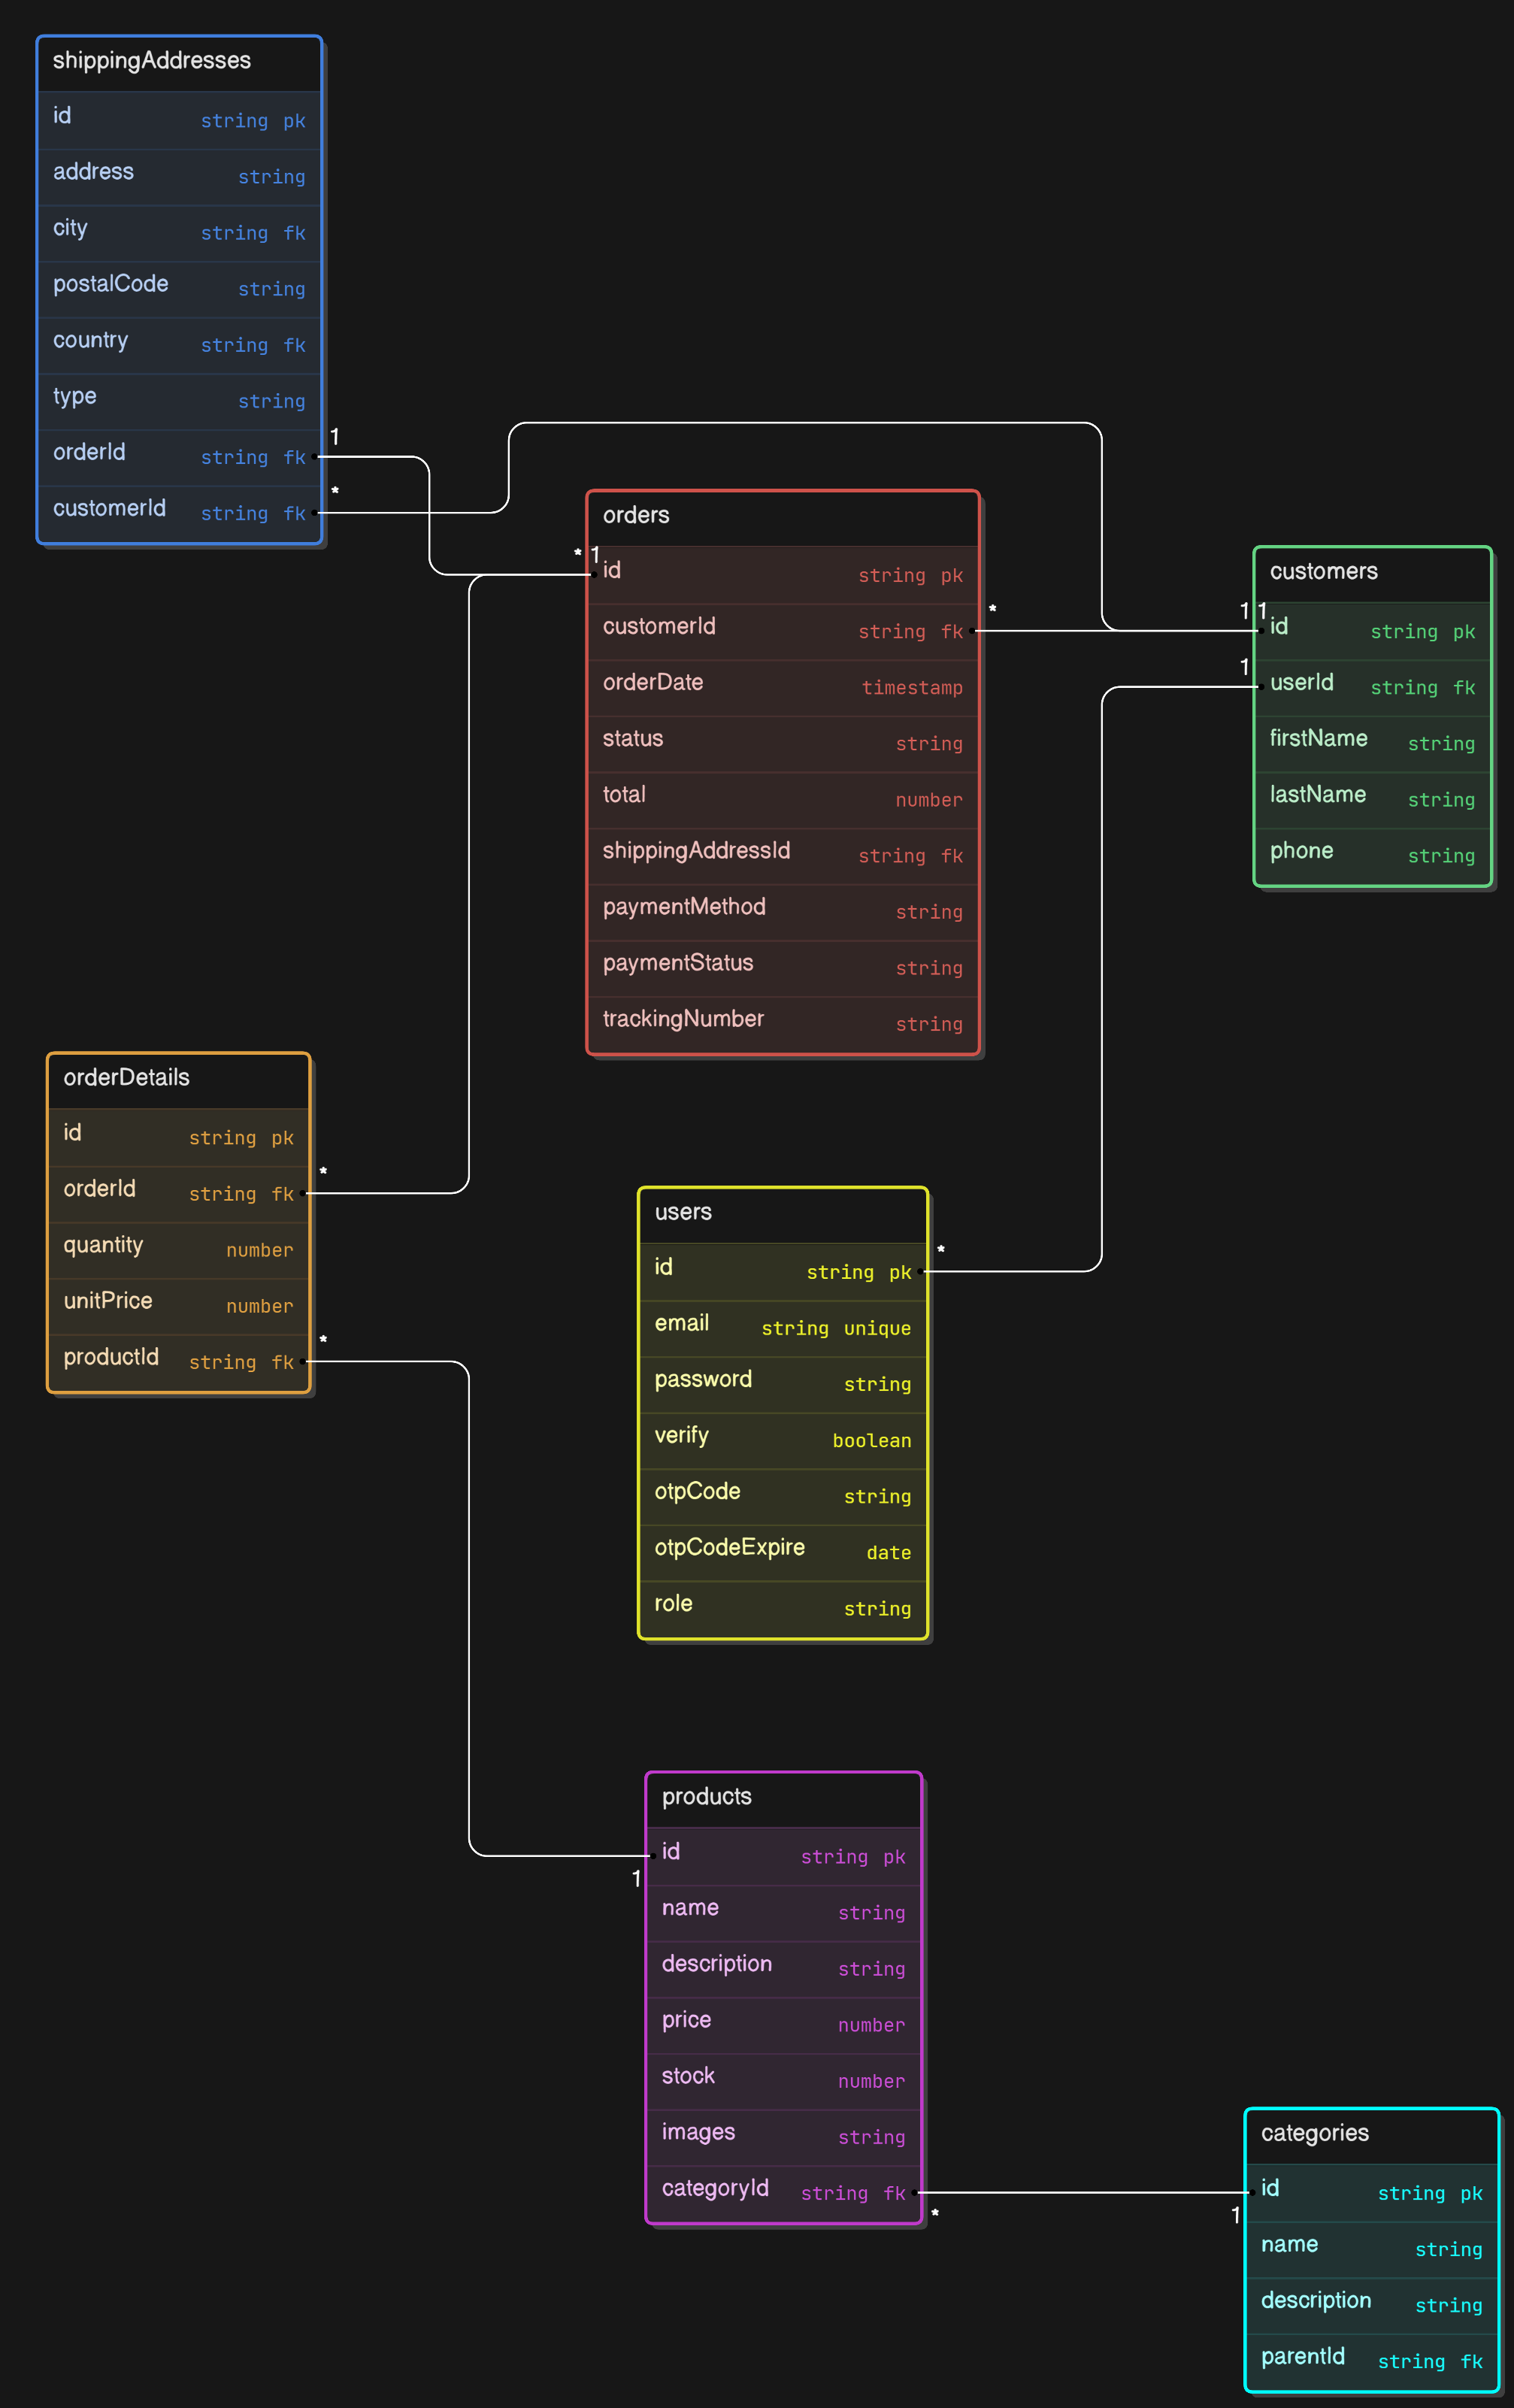 shippingAddresses
id string pk
address string
city string fk
postalCode string
country string fk
type string
1
orderId string fk
*
customerId string fk
orders
* 1
id string pk
*
customerId string fk
orderDate timestamp
status string
total number
shippingAddressId string fk
paymentMethod string
paymentStatus string
trackingNumber string
customers
1 1
id string pk
1
userId string fk
firstName string
lastName string
phone string
orderDetails
id string pk
*
orderId string fk
quantity number
unitPrice number
*
productId string fk
users
*
id string pk
email string unique
password string
verify boolean
otpCode string
otpCodeExpire date
role string
products
id string pk
1
name string
description string
price number
stock number
images string
categoryId string fk
*
categories
id string pk
1
name string
description string
parentId string fk